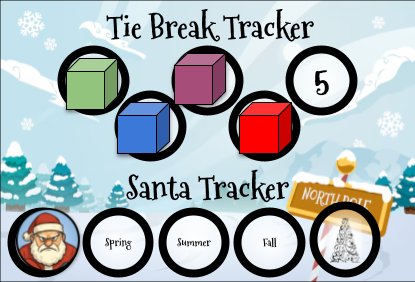 Tie Break Tracker
5
Santa Tracker
NORTH POLE
Spring
Summer
Fall